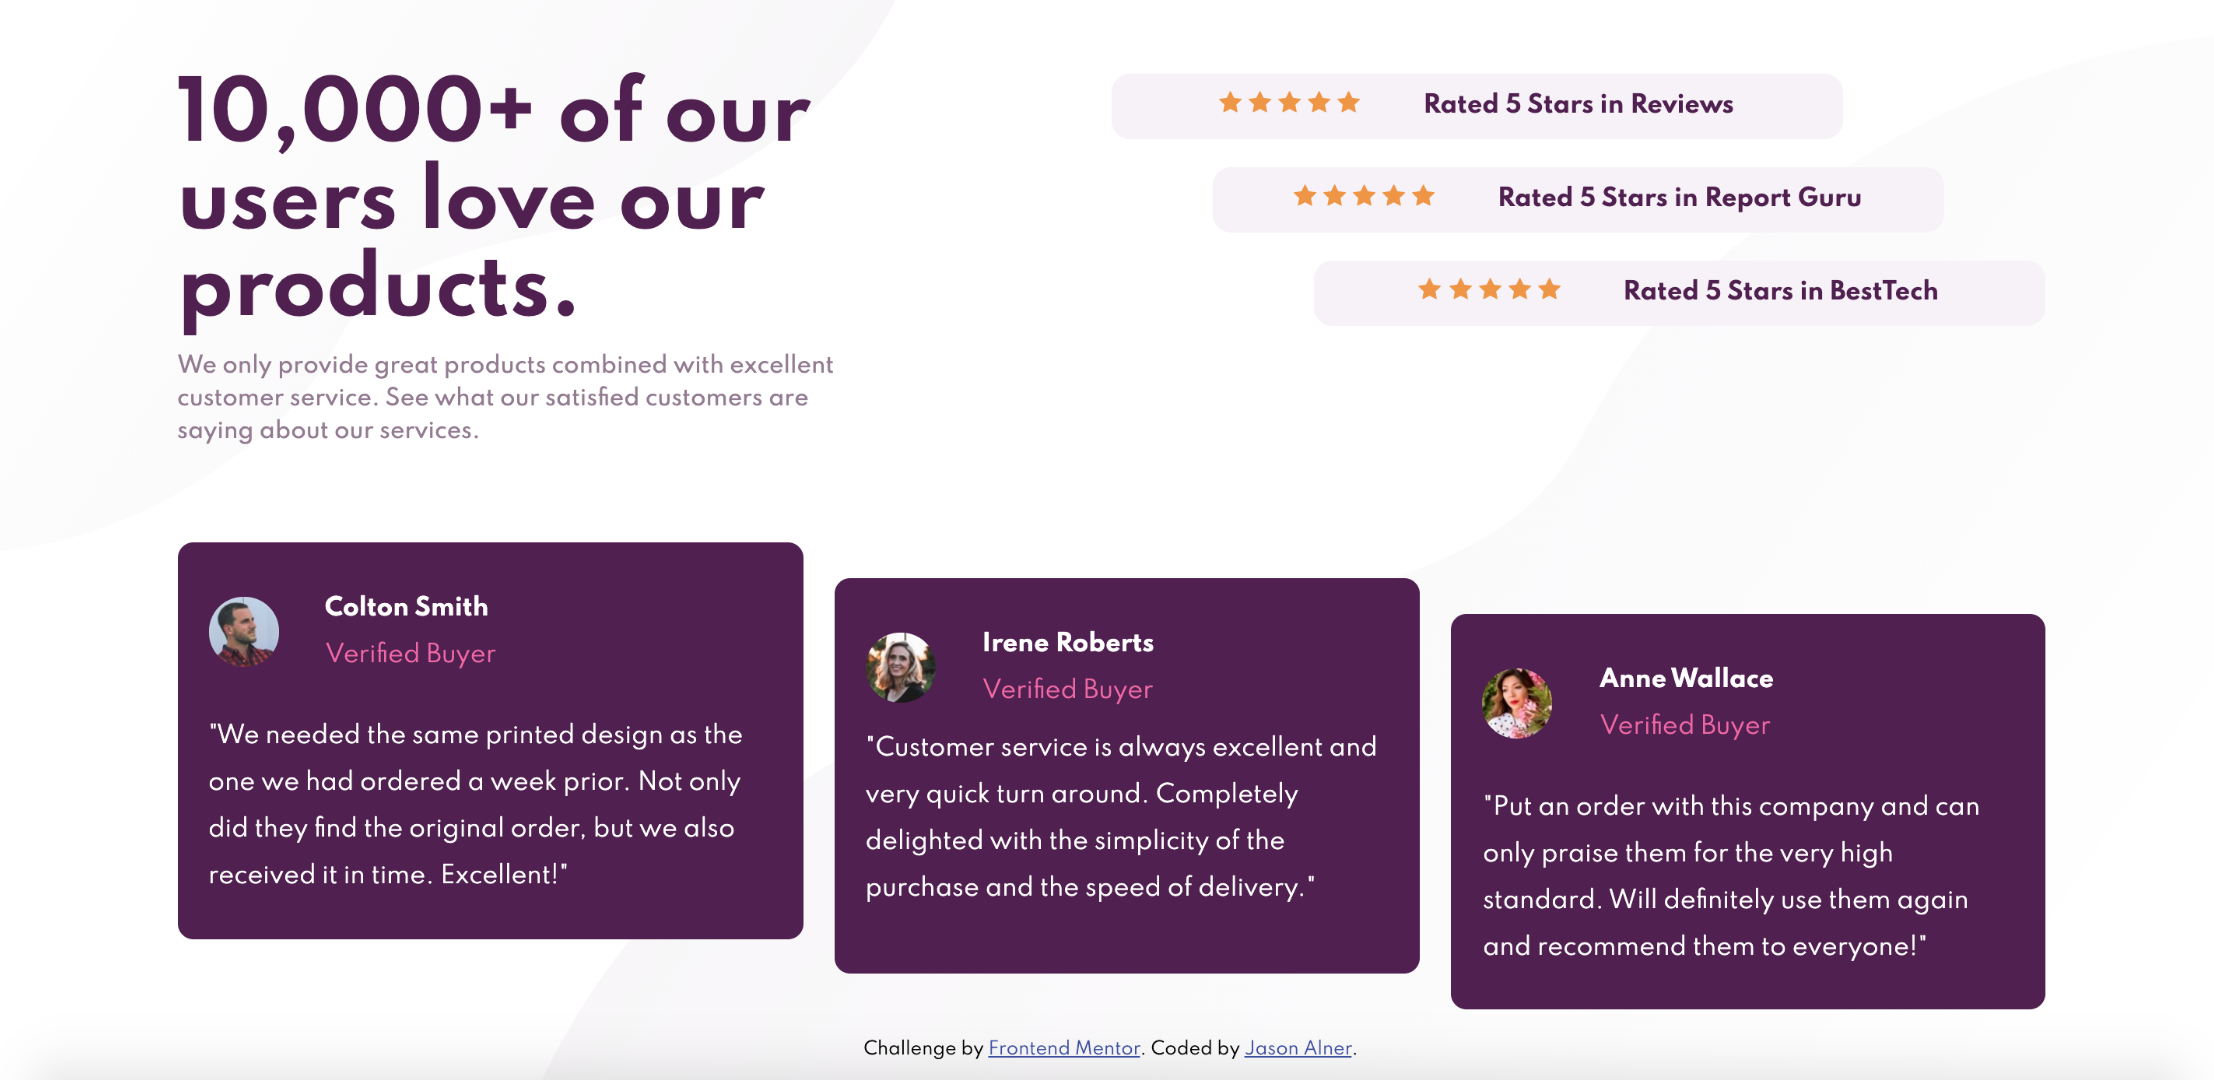 10,000+ of our
users love our
products.
We only provide great products combined with excellent
customer service. See what our satisfied customers are
saying about our services.
Rated 5 Stars in Reviews
Rated 5 Stars in Report Guru
Rated 5 Stars in BestTech
Colton Smith
Verified Buyer
"We needed the same printed design as the
one we had ordered a week prior. Not only
did they find the original order, but we also
received it in time. Excellent!"
Irene Roberts
Verified Buyer
"Customer service is always excellent and
very quick turn around. Completely
delighted with the simplicity of the
purchase and the speed of delivery."
Anne Wallace
Verified Buyer
"Put an order with this company and can
only praise them for the very high
standard. Will definitely use them again
and recommend them to everyone!"
Challenge by Frontend Mentor. Coded by Jason Alner.